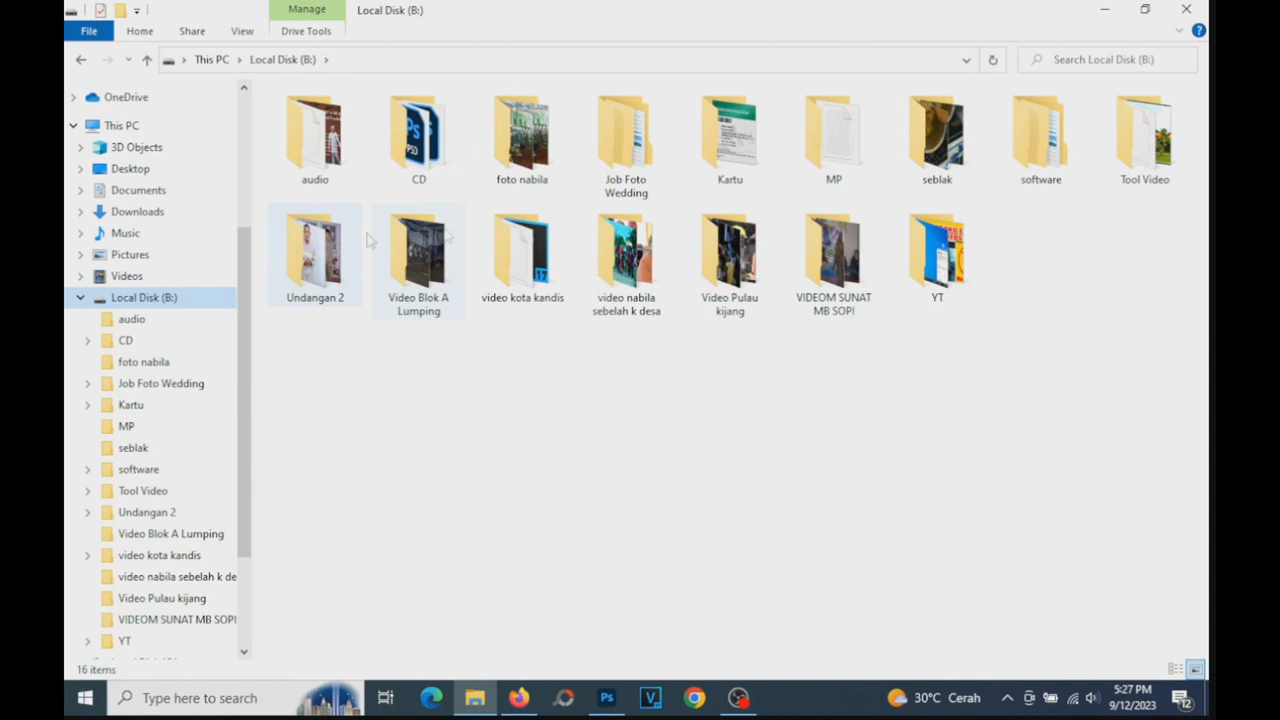 Manage
Local Disk (B:)
File
Home
Share
View
Drive Tools
This PC
Local Disk (B:)
Search Local Disk (B:)
OneDrive
This PC
3D Objects
Desktop
Documents
Downloads
Music
Pictures
Videos
Local Disk (B:)
audio
CD
foto nabila
Job Foto Wedding
Kartu
MP
seblak
software
Tool Video
Undangan 2
Video Blok A Lumping
video kota kandis
video nabila sebelah k de
Video Pulau kijang
VIDEOM SUNAT MB SOPI
YT
audio
CD
foto nabila
Job Foto
Wedding
Kartu
MP
seblak
software
Tool Video
Undangan 2
Video Blok A
Lumping
video kota kandis
video nabila
sebelah k desa
Video Pulau
kijang
VIDEOM SUNAT
MB SOPI
YT
Ps
PSD
17
16 items
Type here to search
Ps
V
30°C Cerah
5:27 PM
9/12/2023
12